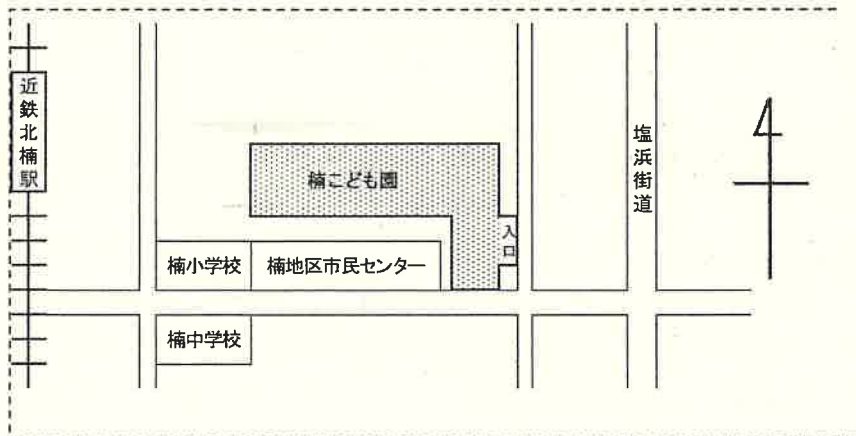 近鉄北楠駅
塩浜街道
楠こども園
入口
楠小学校
楠地区市民センター
楠中学校